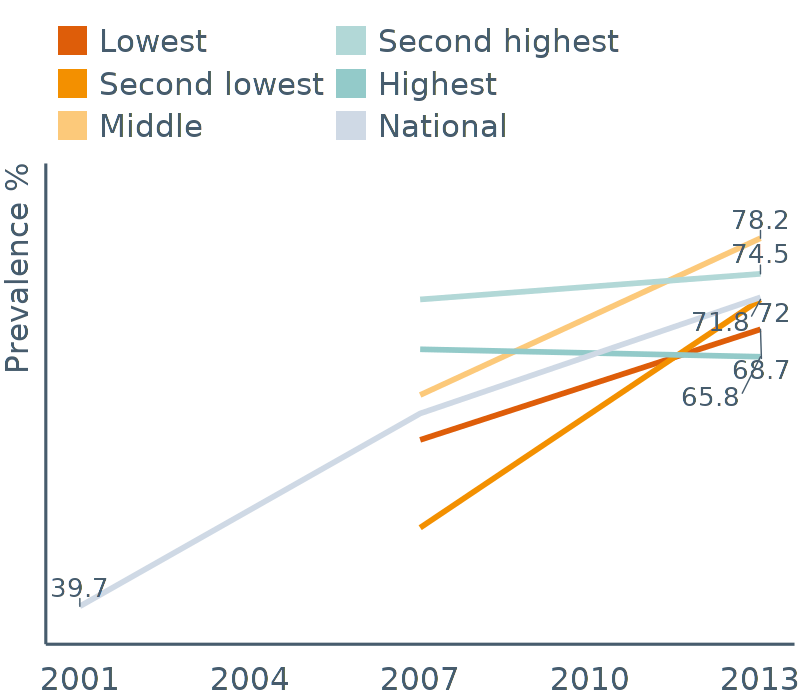 Lowest
Second lowest
Middle
Second highest
Highest
National
Prevalence %
78.2
74.5
72
71.8
68.7
65.8
39.7
2001 2004 2007 2010 2013